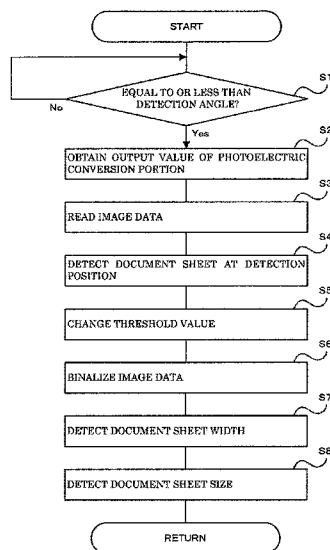 START
S1
EQUAL TO OR LESS THAN
DETECTION ANGLE?
No
Yes
S2
OBTAIN OUTPUT VALUE OF PHOTOELECTRIC
CONVERSION PORTION
S3
READ IMAGE DATA
S4
DETECT DOCUMENT SHEET AT DETECTION
POSITION
S5
CHANGE THRESHOLD VALUE
S6
BINALIZE IMAGE DATA
S7
DETECT DOCUMENT SHEET WIDTH
S8
DETECT DOCUMENT SHEET SIZE
RETURN